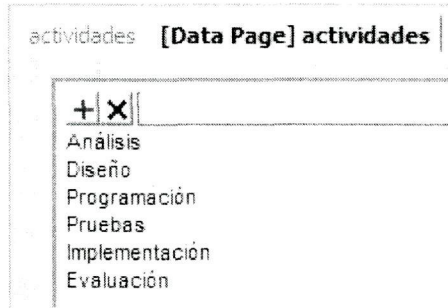 actividades [Data Page] actividades
Análisis
Diseño
Programación
Pruebas
Implementación
Evaluación